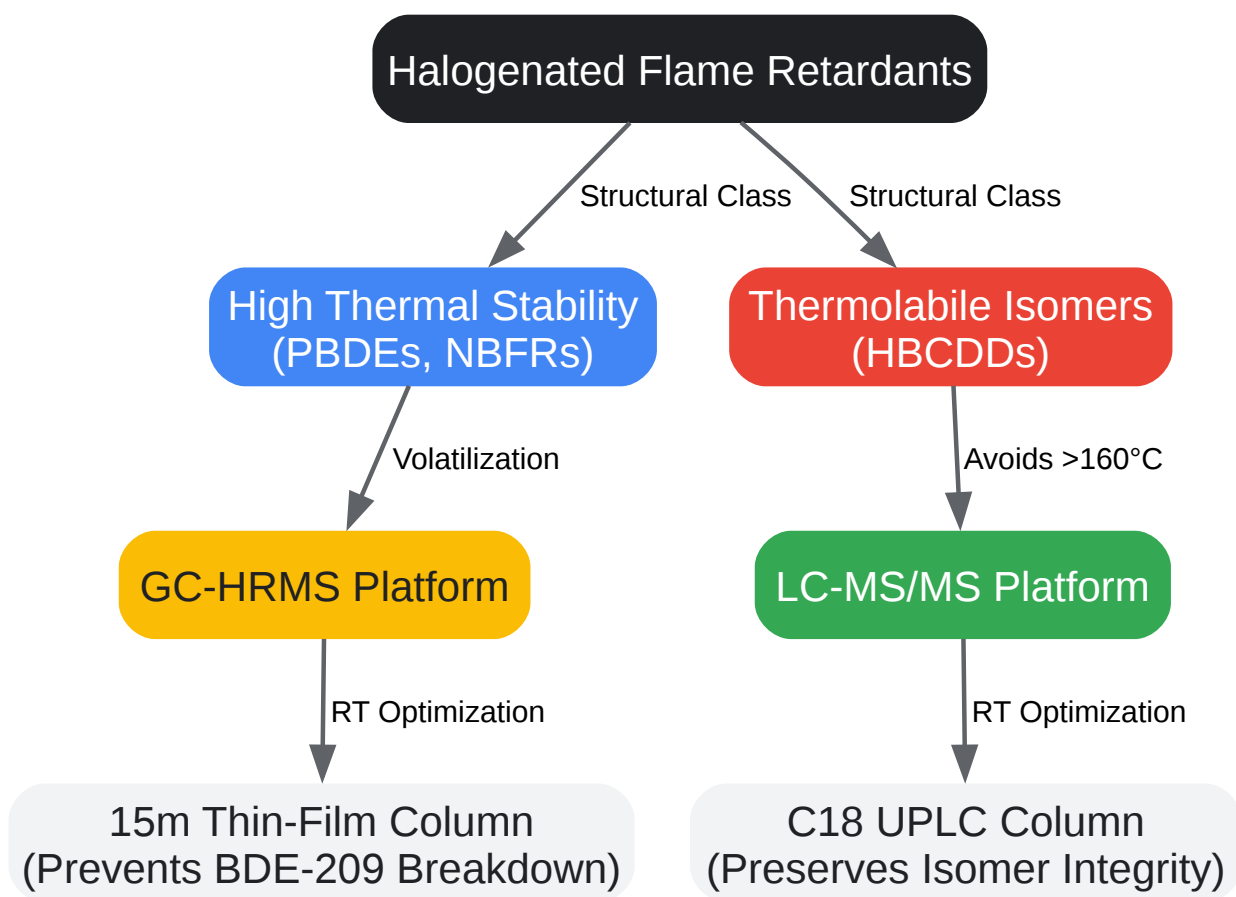 Halogenated Flame Retardants
Structural Class
Structural Class
High Thermal Stability
(PBDEs, NBFRs)
Thermolabile Isomers
(HBCDDs)
Volatilization
Avoids >160°C
GC-HRMS Platform
LC-MS/MS Platform
RT Optimization
RT Optimization
15m Thin-Film Column
(Prevents BDE-209 Breakdown)
C18 UPLC Column
(Preserves Isomer Integrity)